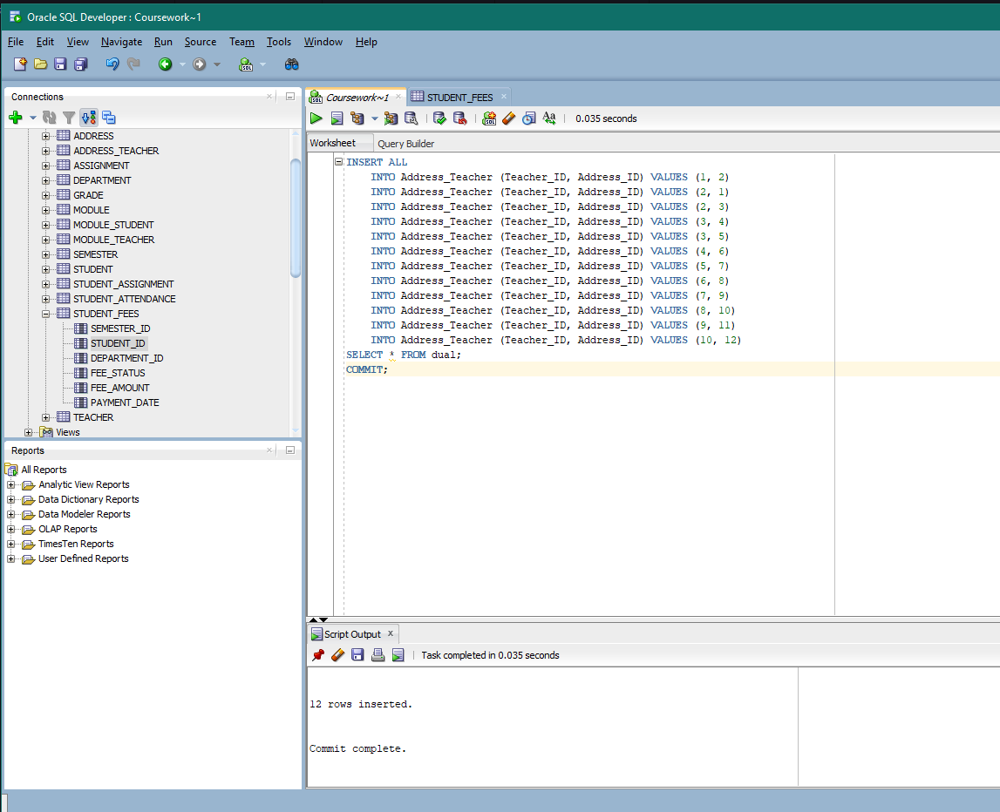 Oracle SQL Developer : Coursework~1
File Edit View Navigate Run Source Team Tools Window Help
Connections
ADDRESS
ADDRESS_TEACHER
ASSIGNMENT
DEPARTMENT
GRADE
MODULE
MODULE_STUDENT
MODULE_TEACHER
SEMESTER
STUDENT
STUDENT_ASSIGNMENT
STUDENT_ATTENDANCE
STUDENT_FEES
SEMESTER_ID
STUDENT_ID
DEPARTMENT_ID
FEE_STATUS
FEE_AMOUNT
PAYMENT_DATE
TEACHER
Views
Reports
All Reports
Analytic View Reports
Data Dictionary Reports
Data Modeler Reports
OLAP Reports
TimesTen Reports
User Defined Reports
Coursework~1 STUDENT_FEES
0.035 seconds
Worksheet Query Builder
INSERT ALL
INTO Address_Teacher (Teacher_ID, Address_ID) VALUES (1, 2)
INTO Address_Teacher (Teacher_ID, Address_ID) VALUES (2, 1)
INTO Address_Teacher (Teacher_ID, Address_ID) VALUES (2, 3)
INTO Address_Teacher (Teacher_ID, Address_ID) VALUES (3, 4)
INTO Address_Teacher (Teacher_ID, Address_ID) VALUES (3, 5)
INTO Address_Teacher (Teacher_ID, Address_ID) VALUES (4, 6)
INTO Address_Teacher (Teacher_ID, Address_ID) VALUES (5, 7)
INTO Address_Teacher (Teacher_ID, Address_ID) VALUES (6, 8)
INTO Address_Teacher (Teacher_ID, Address_ID) VALUES (7, 9)
INTO Address_Teacher (Teacher_ID, Address_ID) VALUES (8, 10)
INTO Address_Teacher (Teacher_ID, Address_ID) VALUES (9, 11)
INTO Address_Teacher (Teacher_ID, Address_ID) VALUES (10, 12)
SELECT * FROM dual;
COMMIT;
Script Output
Task completed in 0.035 seconds
12 rows inserted.
Commit complete.